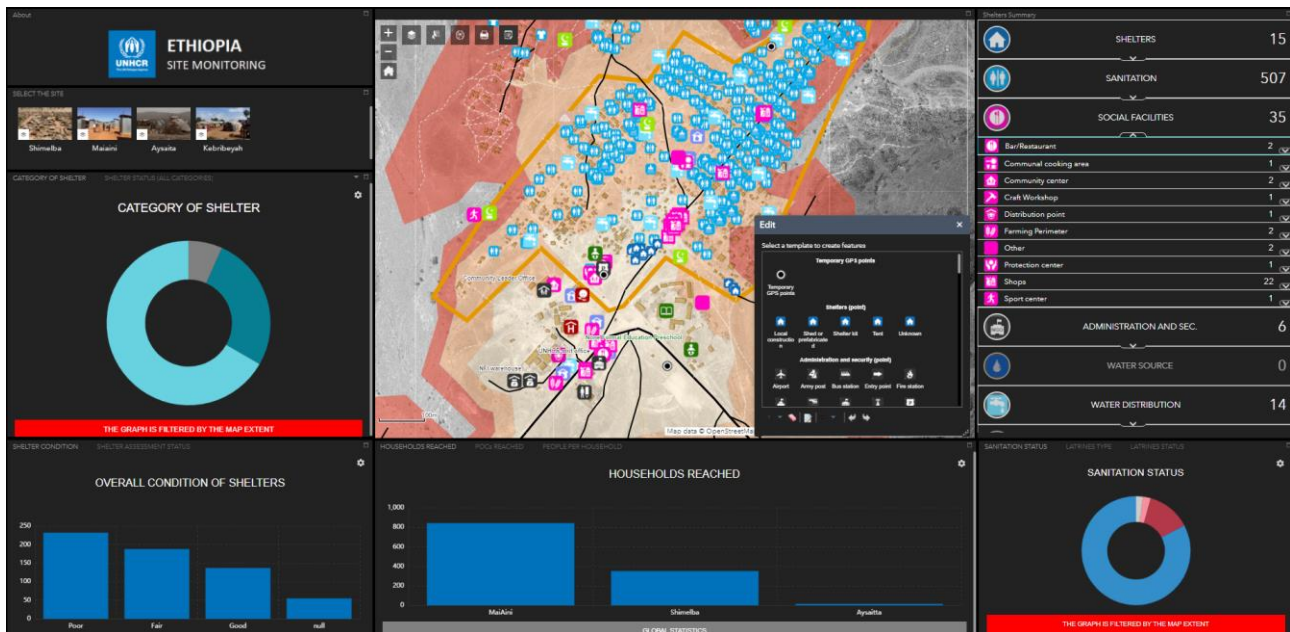 About
UNHCR
ETHIOPIA
SITE MONITORING
SELECT THE SITE
Shimelba
Maiaini
Aysaita
Kebribeyah
CATEGORY OF SHELTER
SHELTER STATUS (ALL CATEGORIES)
CATEGORY OF SHELTER
THE GRAPH IS FILTERED BY THE MAP EXTENT
Community Leader Office
NFI warehouse
Map data © OpenStreetMa
Edit
Select a template to create features
Temporary GPS points
Temporary
GPS points
Shelters (point)
Local
constructio
n
Shed or
prefabricate
d
Shelter kit
Tent
Unknown
Administration and security (point)
Airport
Army post
Bus station
Entry point
Fire station
Shelters Summary
SHELTERS 15
SANITATION 507
SOCIAL FACILITIES 35
Bar/Restaurant 2
Communal cooking area 1
Community center 2
Craft Workshop 1
Distribution point 1
Farming Perimeter 2
Other 2
Protection center 1
Shops 22
Sport center 1
ADMINISTRATION AND SEC. 6
WATER SOURCE 0
WATER DISTRIBUTION 14
SHELTER CONDITION
SHELTER ASSESSMENT STATUS
OVERALL CONDITION OF SHELTERS
250
200
150
100
50
0
Poor
Fair
Good
null
HOUSEHOLDS REACHED
POCs REACHED
PEOPLE PER HOUSEHOLD
HOUSEHOLDS REACHED
1,000
800
600
400
200
0
MaiAini
Shimelba
Aysaitta
GLOBAL STATISTICS
SANITATION STATUS
LATRINES TYPE
LATRINES STATUS
SANITATION STATUS
THE GRAPH IS FILTERED BY THE MAP EXTENT